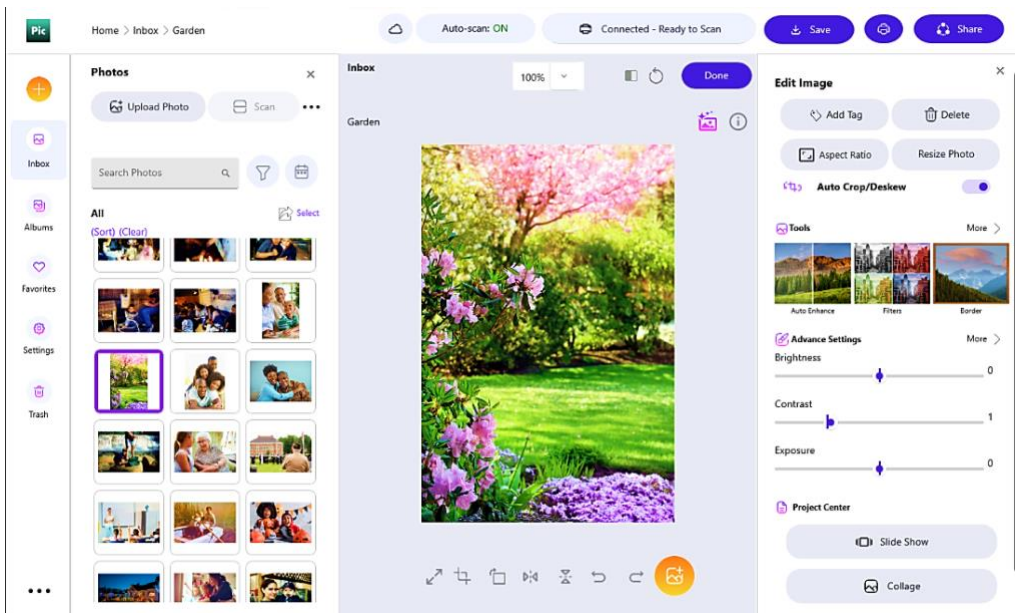 Pic
Home > Inbox > Garden
Auto-scan: ON
Connected - Ready to Scan
Save
Share
Inbox
Albums
Favorites
Settings
Trash
Photos
Upload Photo
Scan
Search Photos
All
Select
(Sort) (Clear)
Inbox
100%
Done
Garden
Edit Image
Add Tag
Delete
Aspect Ratio
Resize Photo
Auto Crop/Deskew
Tools
More >
Auto Enhance
Filters
Border
Advance Settings
More >
Brightness
0
Contrast
1
Exposure
0
Project Center
Slide Show
Collage